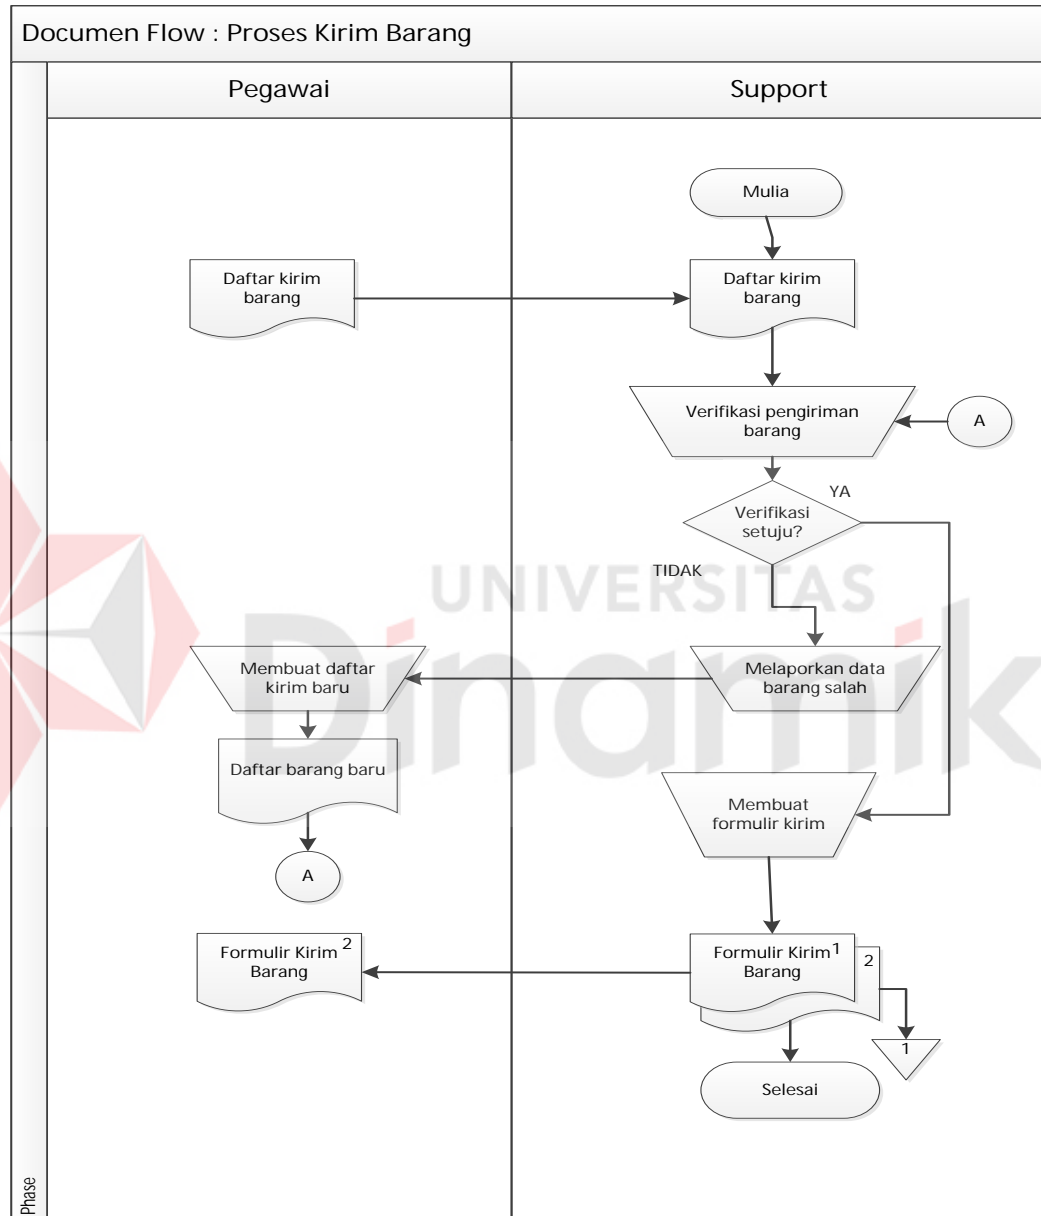 Documen Flow : Proses Kirim Barang
Pegawai
Support
Mulia
Daftar kirim
barang
Daftar kirim
barang
Verifikasi pengiriman
barang
A
YA
Verifikasi
setuju?
TIDAK
UNIVERSITAS
Dinamik
Membuat daftar
kirim baru
Melaporkan data
barang salah
Daftar barang baru
Membuat
formulir kirim
A
Formulir Kirim 2
Barang
Formulir Kirim 1
Barang
2
1
Selesai
Phase